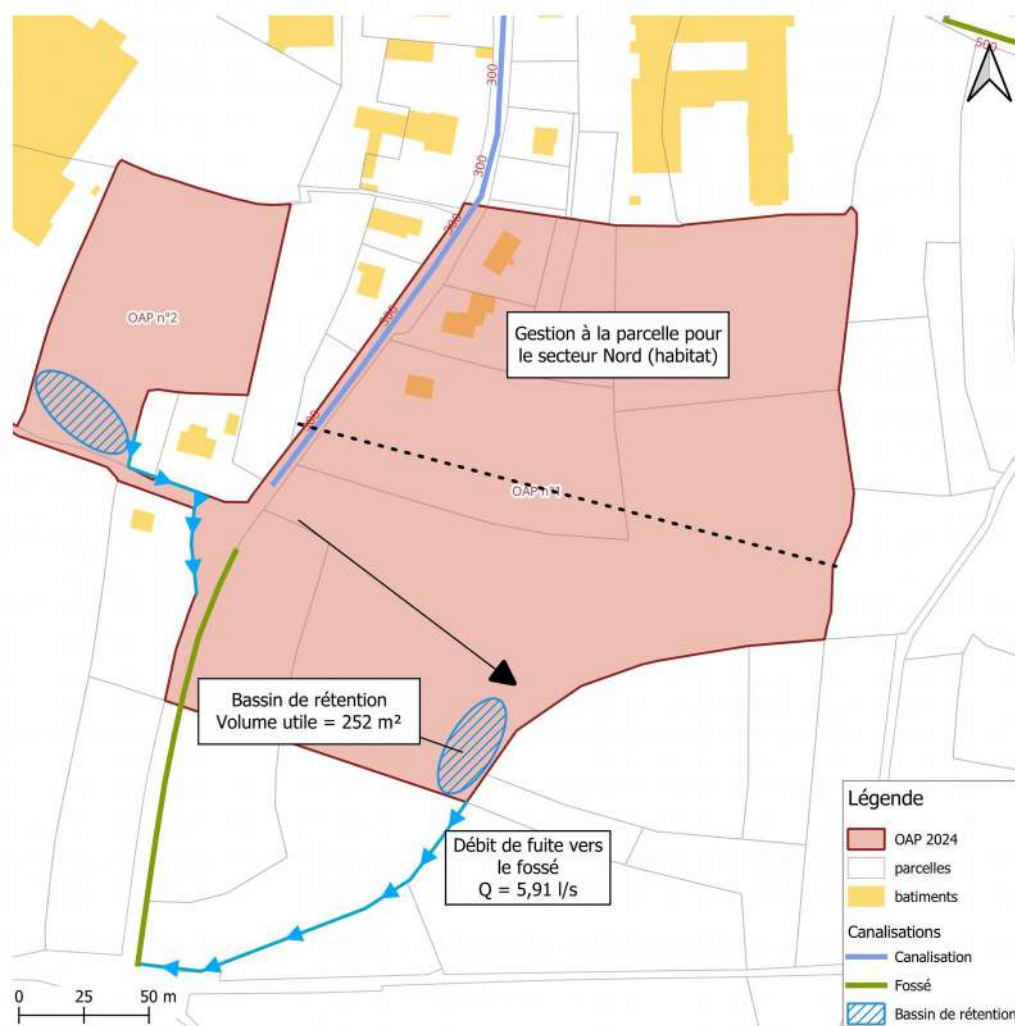 500
300
300
300
OAP n°2
300
Gestion à la parcelle pour
le secteur Nord (habitat)
OAP n°1
Bassin de rétention
Volume utile = 252 m²
Débit de fuite vers
le fossé
Q = 5,91 l/s
Légende
OAP 2024
parcelles
batiments
Canalisations
Canalisation
Fossé
Bassin de rétention
0 25 50 m